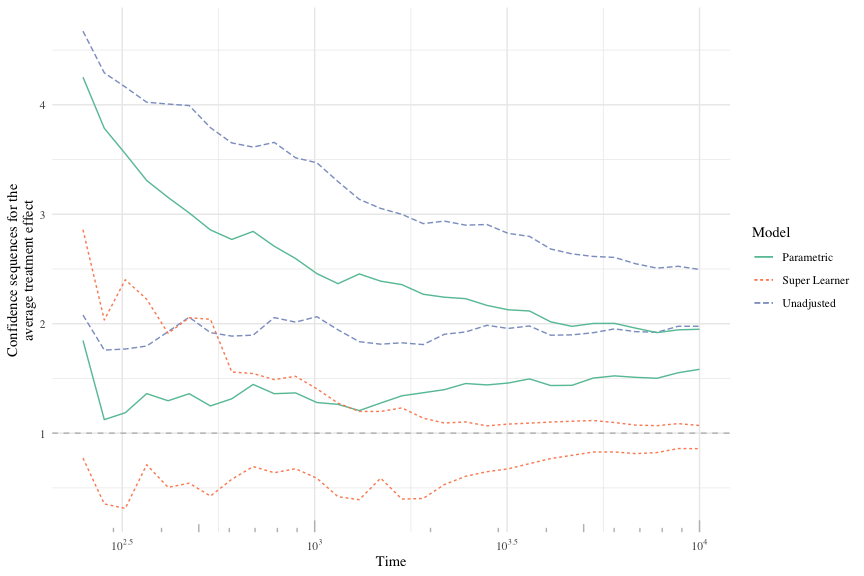 Confidence sequences for the
average treatment effect
4
3
2
1
10^2.5
10^3
10^3.5
10^4
Time
Model
Parametric
Super Learner
Unadjusted